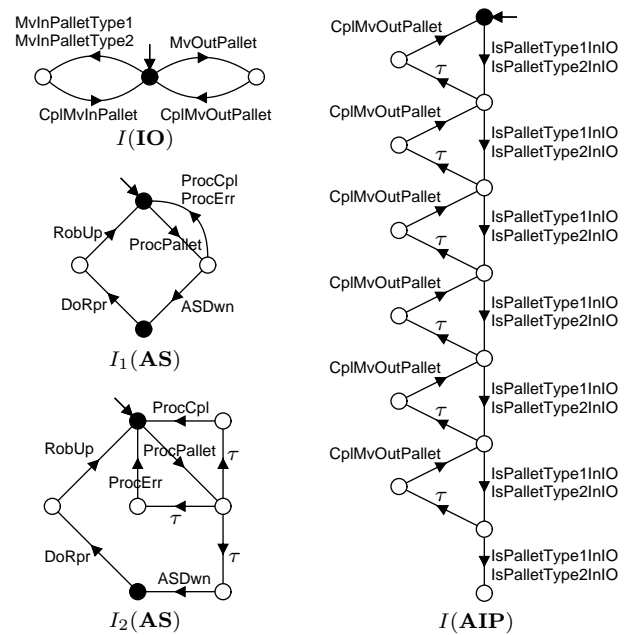 MvInPalletType1
MvInPalletType2
MvOutPallet
CplMvInPallet
CplMvOutPallet
I(IO)
ProcCpl
ProcErr
RobUp
ProcPallet
DoRpr
ASDwn
I₁(AS)
ProcCpl
RobUp
ProcPallet
τ
ProcErr
τ
τ
DoRpr
ASDwn
I₂(AS)
CplMvOutPallet
IsPalletType1InIO
IsPalletType2InIO
τ
CplMvOutPallet
IsPalletType1InIO
IsPalletType2InIO
τ
CplMvOutPallet
IsPalletType1InIO
IsPalletType2InIO
τ
CplMvOutPallet
IsPalletType1InIO
IsPalletType2InIO
τ
CplMvOutPallet
IsPalletType1InIO
IsPalletType2InIO
τ
CplMvOutPallet
IsPalletType1InIO
IsPalletType2InIO
τ
IsPalletType1InIO
IsPalletType2InIO
I(AIP)